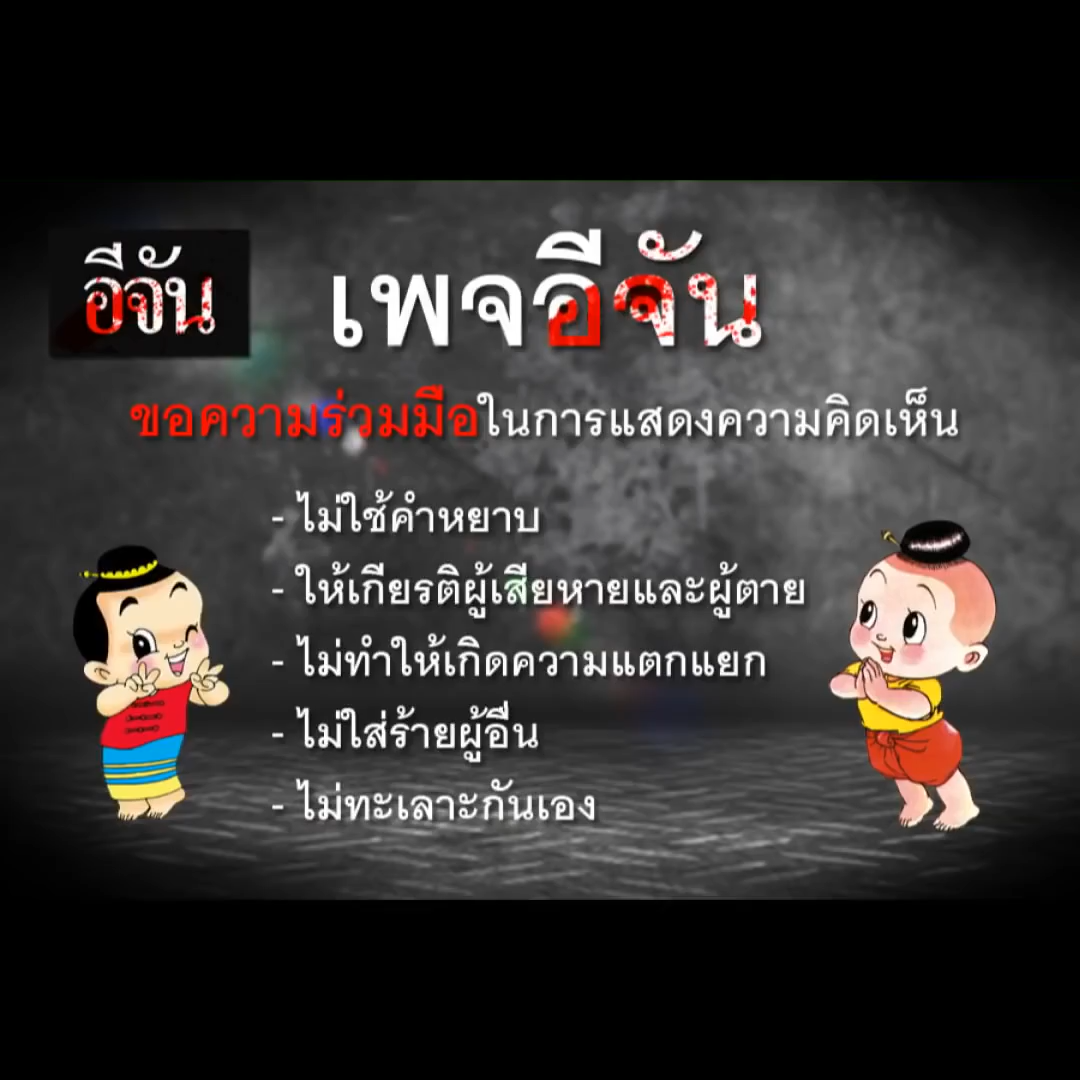 อีจัน
เพจอีจัน
ขอความร่วมมือในการแสดงความคิดเห็น
- ไม่ใช้คำหยาบ
- ให้เกียรติผู้เสียหายและผู้ตาย
- ไม่ทำให้เกิดความแตกแยก
- ไม่ใส่ร้ายผู้อื่น
- ไม่ทะเลาะกันเอง